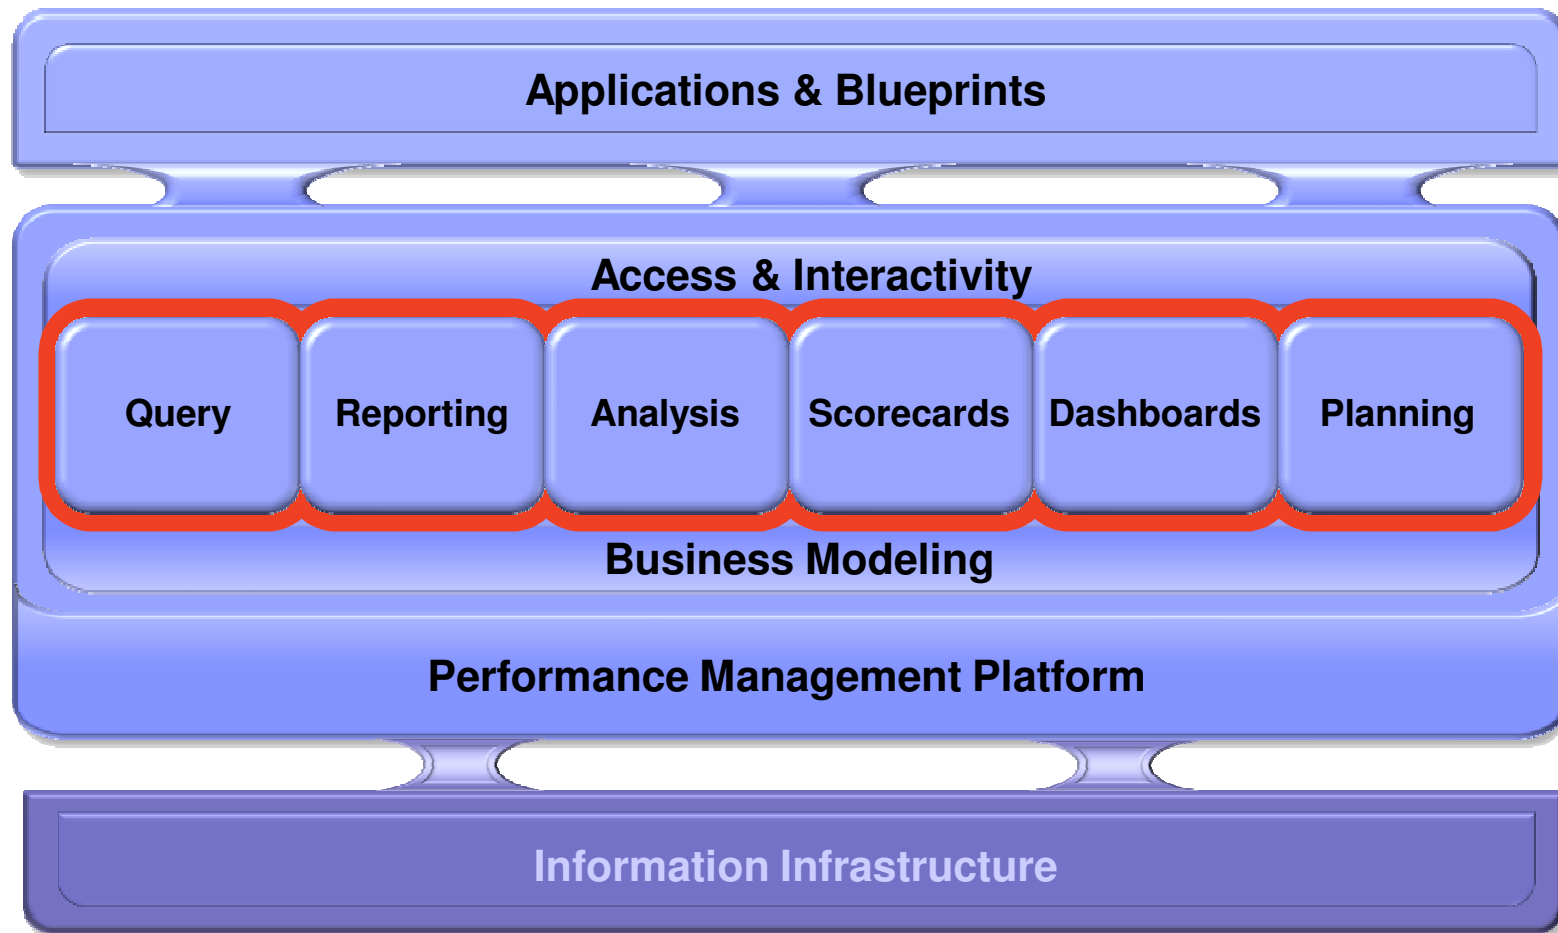 Applications & Blueprints
Access & Interactivity
Query
Reporting
Analysis
Scorecards
Dashboards
Planning
Business Modeling
Performance Management Platform
Information Infrastructure